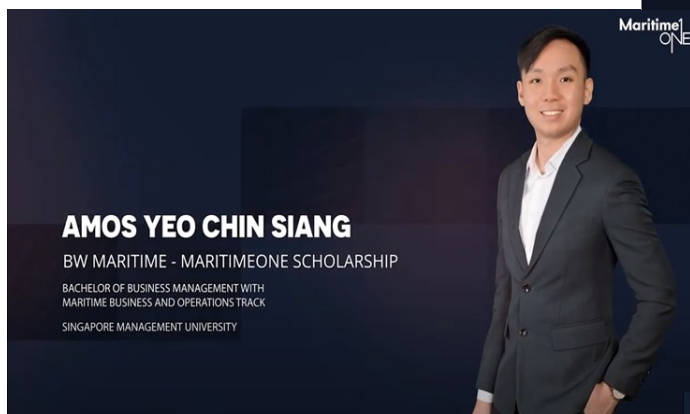 Maritime
ONE
AMOS YEO CHIN SIANG
BW MARITIME - MARITIMEONE SCHOLARSHIP
BACHELOR OF BUSINESS MANAGEMENT WITH
MARITIME BUSINESS AND OPERATIONS TRACK
SINGAPORE MANAGEMENT UNIVERSITY